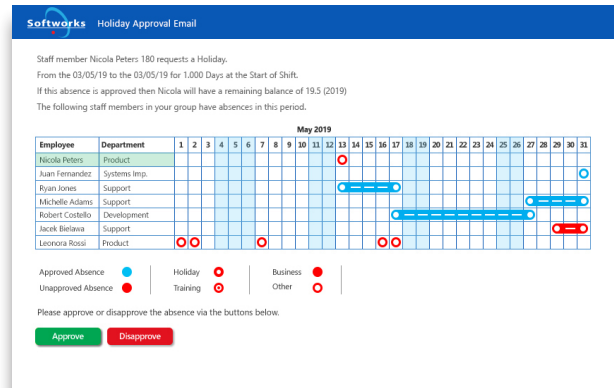 Softworks Holiday Approval Email
Staff member Nicola Peters 180 requests a Holiday.
From the 03/05/19 to the 03/05/19 for 1.000 Days at the Start of Shift.
If this absence is approved then Nicola will have a remaining balance of 19.5 (2019)
The following staff members in your group have absences in this period.
May 2019
Employee Department 1 2 3 4 5 6 7 8 9 10 11 12 13 14 15 16 17 18 19 20 21 22 23 24 25 26 27 28 29 30 31
Nicola Peters Product
Juan Fernandez Systems Imp.
Ryan Jones Support
Michelle Adams Support
Robert Costello Development
Jacek Bielawa Support
Leonora Rossi Product
Approved Absence Holiday Business
Unapproved Absence Training Other
Please approve or disapprove the absence via the buttons below.
Approve Disapprove